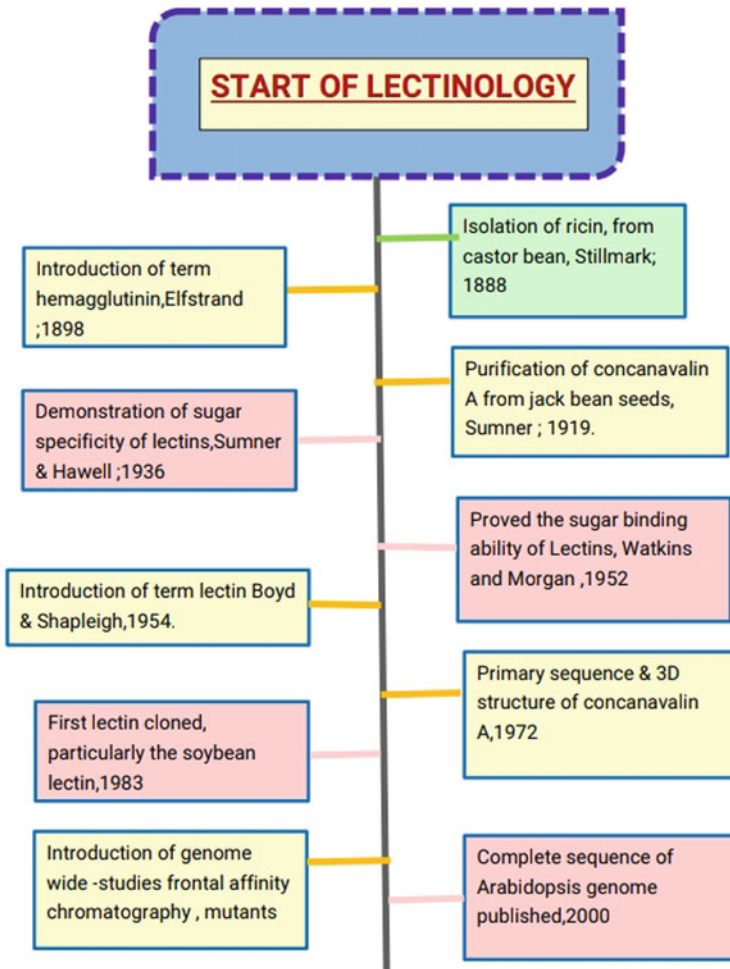 START OF LECTINOLOGY
Isolation of ricin, from
castor bean, Stillmark;
1888
Introduction of term
hemagglutinin,Elfstrand
;1898
Purification of concanavalin
A from jack bean seeds,
Sumner ; 1919.
Demonstration of sugar
specificity of lectins,Sumner
& Hawell ;1936
Proved the sugar binding
ability of Lectins, Watkins
and Morgan ,1952
Introduction of term lectin Boyd
& Shapleigh,1954.
Primary sequence & 3D
structure of concanavalin
A,1972
First lectin cloned,
particularly the soybean
lectin,1983
Introduction of genome
wide -studies frontal affinity
chromatography , mutants
Complete sequence of
Arabidopsis genome
published,2000